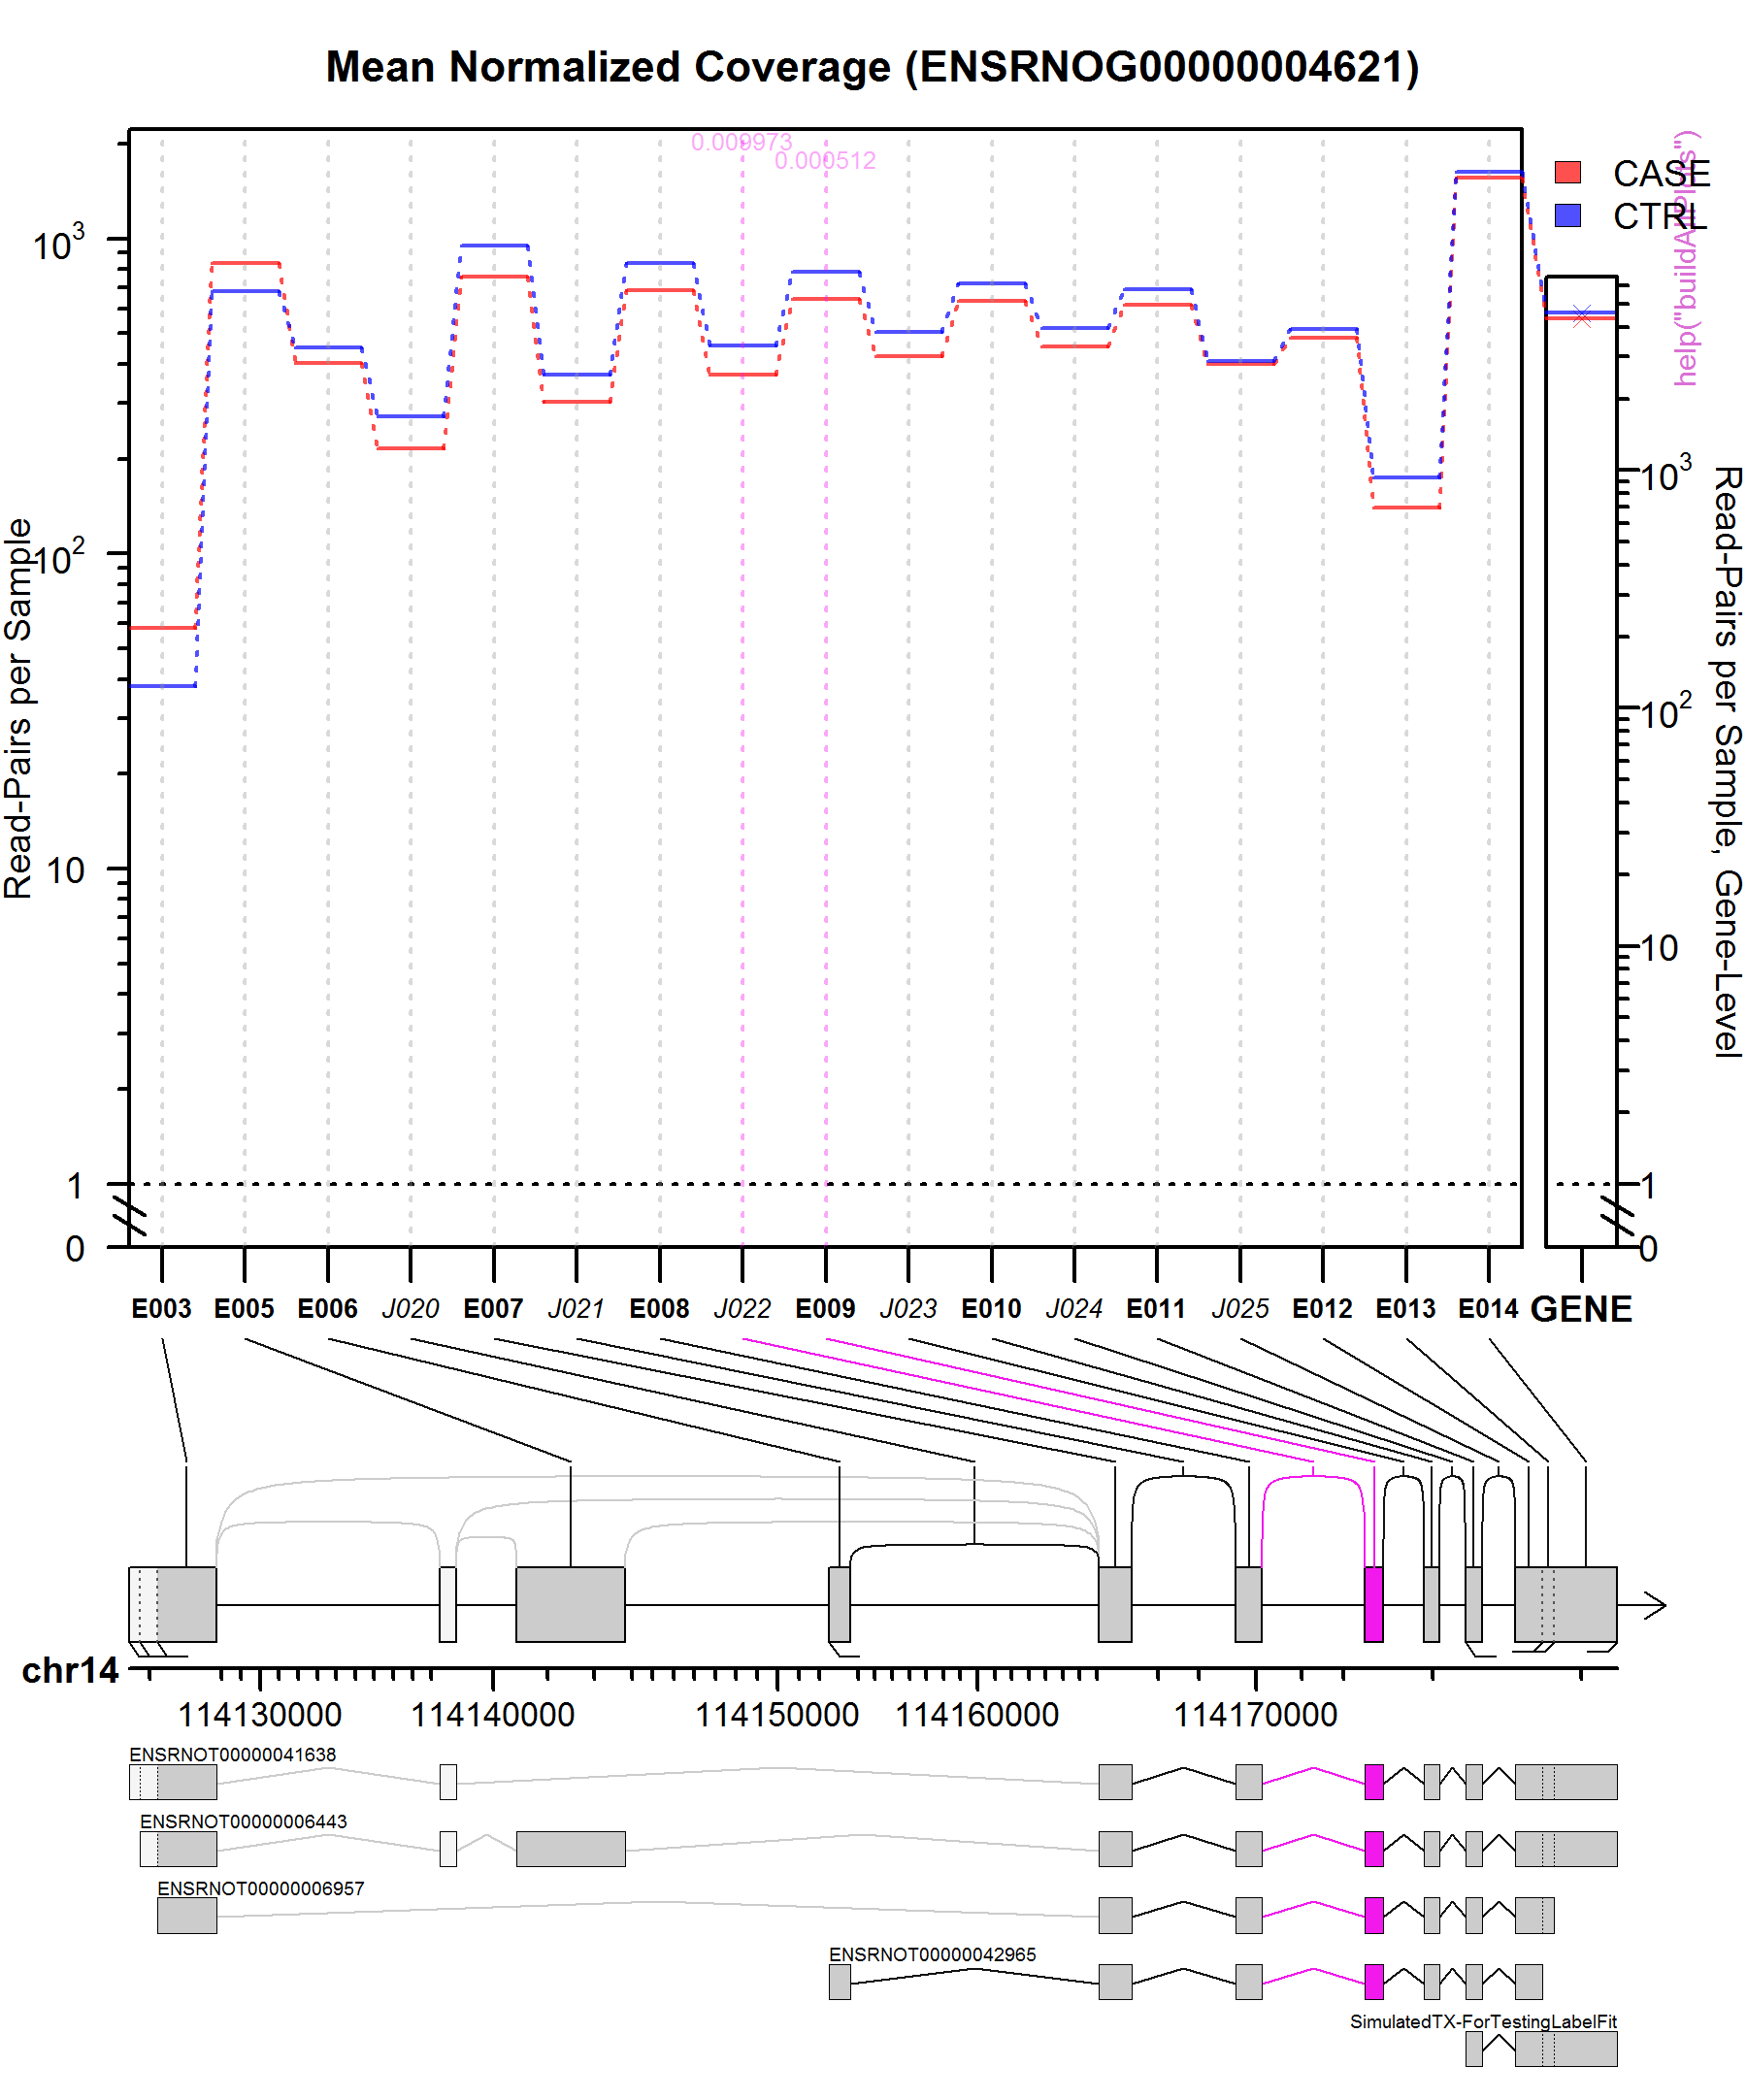 Mean Normalized Coverage (ENSRNOG00000004621)
0.009973
0.000512
CASE
CTRL
help("buildAllPlots")
Read-Pairs per Sample
103
102
10
1
0
103
102
10
1
0
Read-Pairs per Sample, Gene-Level
E003 E005 E006 J020 E007 J021 E008 J022 E009 J023 E010 J024 E011 J025 E012 E013 E014 GENE
chr14
114130000 114140000 114150000 114160000 114170000
ENSRNOT00000041638
ENSRNOT00000006443
ENSRNOT00000006957
ENSRNOT00000042965
SimulatedTX-ForTestingLabelFit